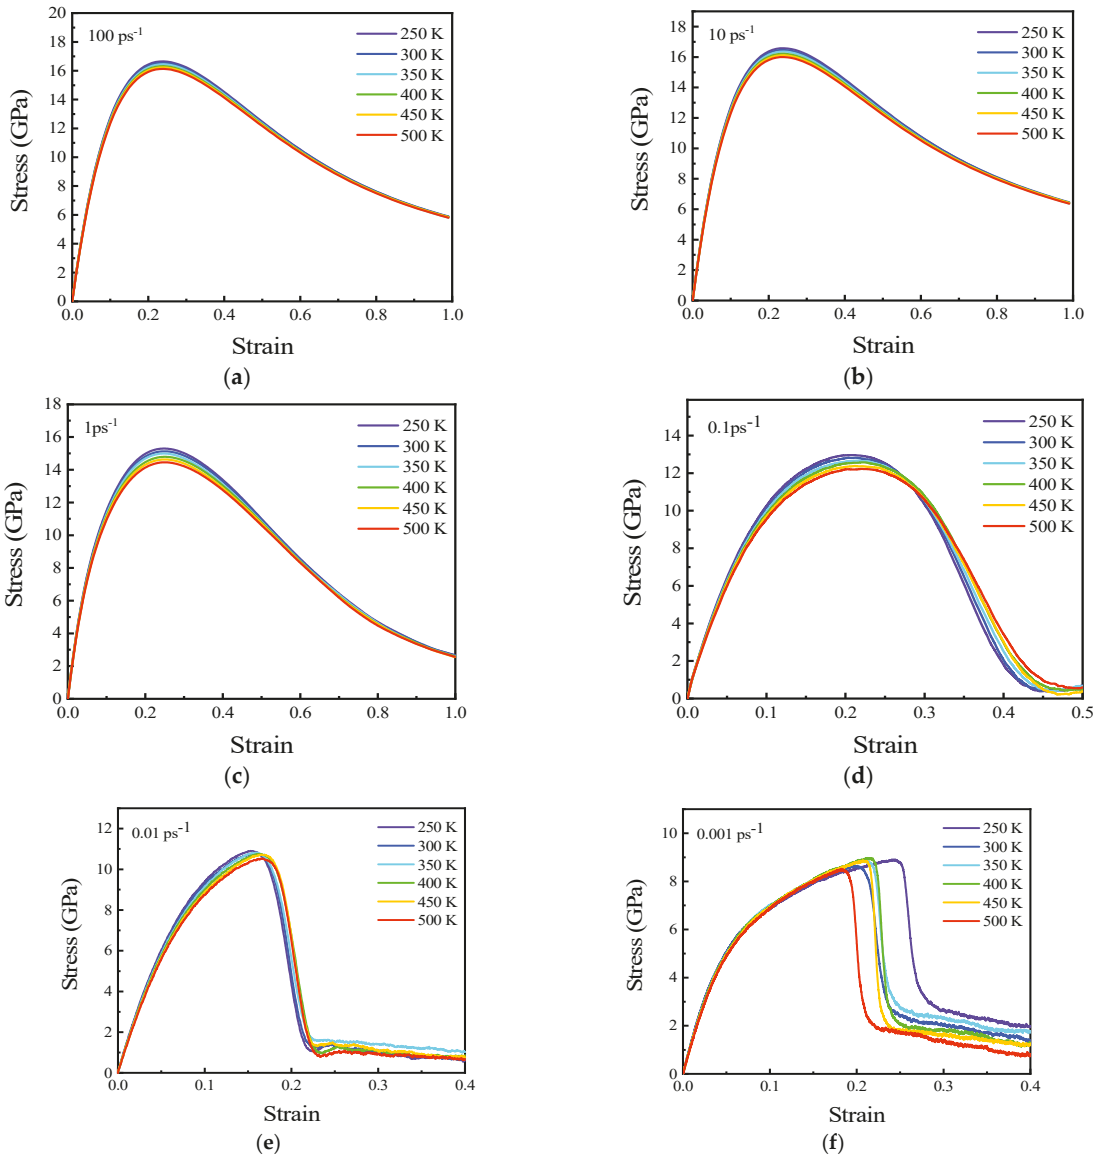 100 ps-1
250 K
300 K
350 K
400 K
450 K
500 K
Stress (GPa)
20
18
16
14
12
10
8
6
4
2
0
0.0 0.2 0.4 0.6 0.8 1.0
Strain
(a)
10 ps-1
250 K
300 K
350 K
400 K
450 K
500 K
Stress (GPa)
18
16
14
12
10
8
6
4
2
0
0.0 0.2 0.4 0.6 0.8 1.0
Strain
(b)
1ps-1
250 K
300 K
350 K
400 K
450 K
500 K
Stress (GPa)
18
16
14
12
10
8
6
4
2
0
0.0 0.2 0.4 0.6 0.8 1.0
Strain
(c)
0.1ps-1
250 K
300 K
350 K
400 K
450 K
500 K
Stress (GPa)
14
12
10
8
6
4
2
0
0.0 0.1 0.2 0.3 0.4 0.5
Strain
(d)
0.01 ps-1
250 K
300 K
350 K
400 K
450 K
500 K
Stress (GPa)
12
10
8
6
4
2
0
0.0 0.1 0.2 0.3 0.4
Strain
(e)
0.001 ps-1
250 K
300 K
350 K
400 K
450 K
500 K
Stress (GPa)
10
8
6
4
2
0
0.0 0.1 0.2 0.3 0.4
Strain
(f)